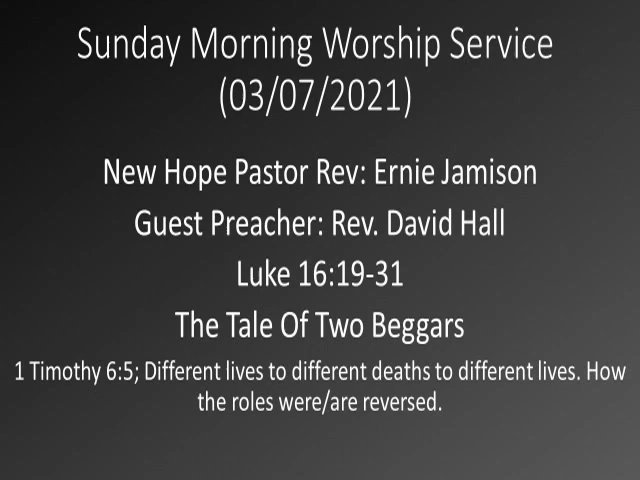 Sunday Morning Worship Service
(03/07/2021)
New Hope Pastor Rev: Ernie Jamison
Guest Preacher: Rev. David Hall
Luke 16:19-31
The Tale Of Two Beggars
1 Timothy 6:5; Different lives to different deaths to different lives. How
the roles were/are reversed.